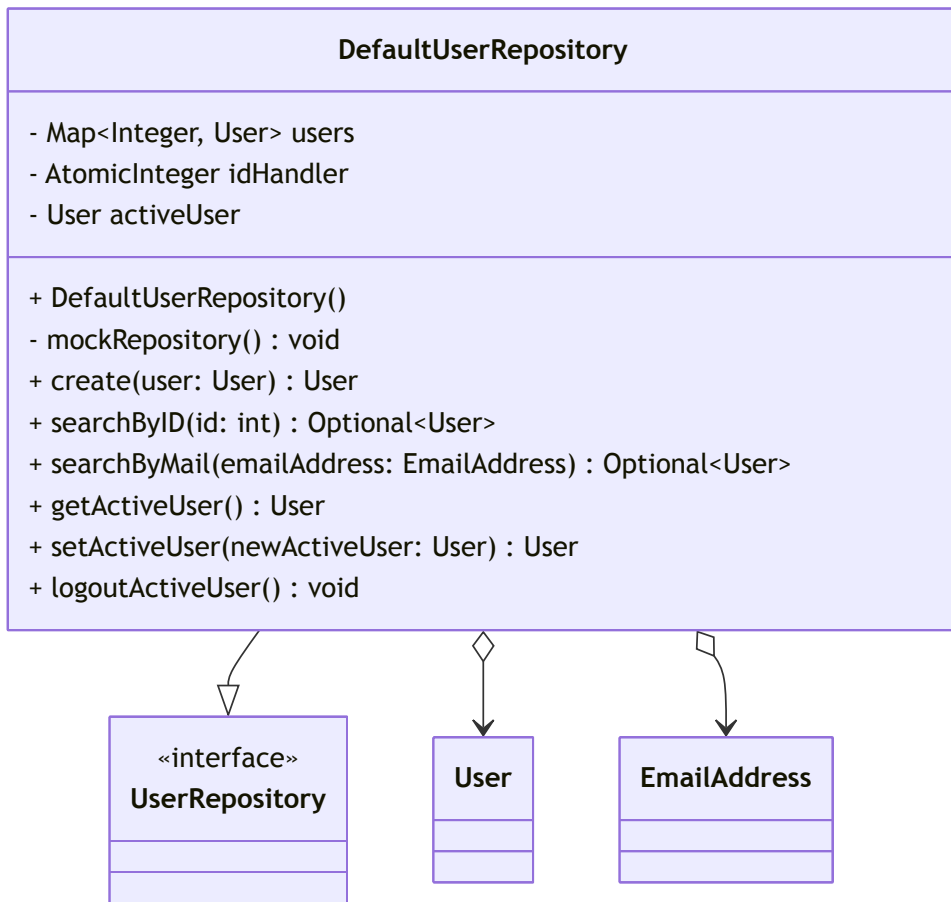 DefaultUserRepository
- Map<Integer, User> users
- AtomicInteger idHandler
- User activeUser
+ DefaultUserRepository()
- mockRepository() : void
+ create(user: User) : User
+ searchByID(id: int) : Optional<User>
+ searchByMail(emailAddress: EmailAddress) : Optional<User>
+ getActiveUser() : User
+ setActiveUser(newActiveUser: User) : User
+ logoutActiveUser() : void
«interface»
UserRepository
User
EmailAddress